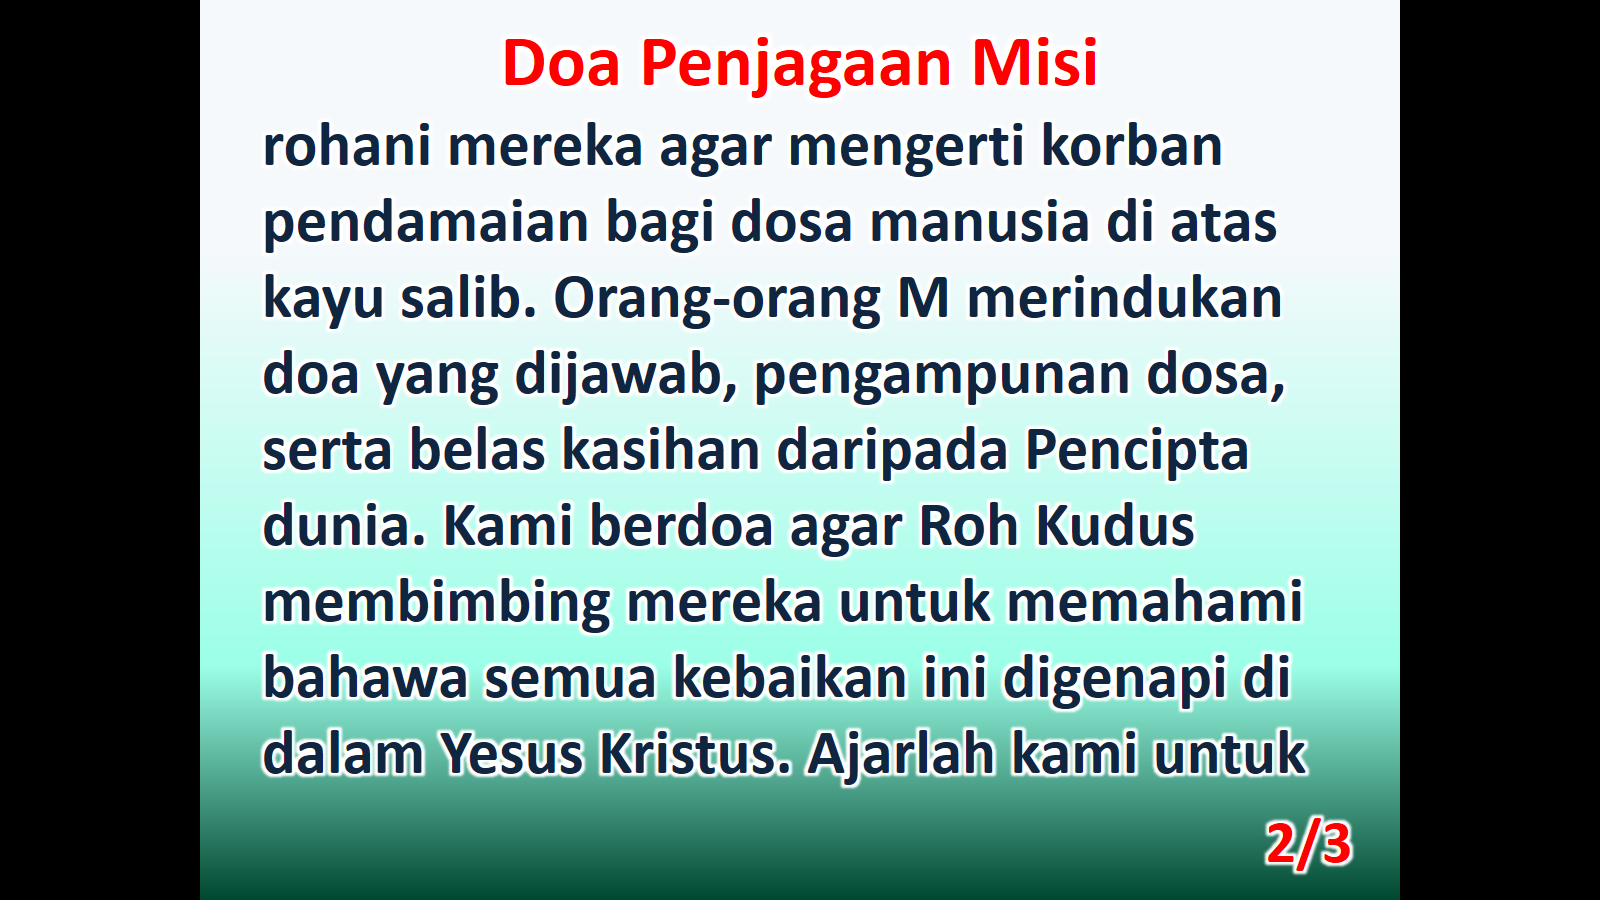 Doa Penjagaan Misi
rohani mereka agar mengerti korban
pendamaian bagi dosa manusia di atas
kayu salib. Orang-orang M merindukan
doa yang dijawab, pengampunan dosa,
serta belas kasihan daripada Pencipta
dunia. Kami berdoa agar Roh Kudus
membimbing mereka untuk memahami
bahawa semua kebaikan ini digenapi di
dalam Yesus Kristus. Ajarlah kami untuk
2/3